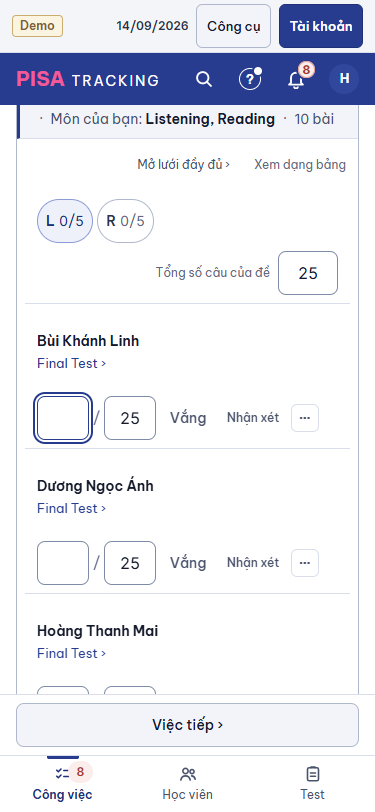 Demo
14/09/2026
Công cụ
Tài khoản
PISA TRACKING
?
8
H
· Môn của bạn: Listening, Reading · 10 bài
Mở lưới đầy đủ ›
Xem dạng bảng
L 0/5
R 0/5
Tổng số câu của đề
25
Bùi Khánh Linh
Final Test ›
/ 25
Vắng
Nhận xét
···
Dương Ngọc Ánh
Final Test ›
/ 25
Vắng
Nhận xét
···
Hoàng Thanh Mai
Final Test ›
Việc tiếp ›
8
Công việc
Học viên
Test